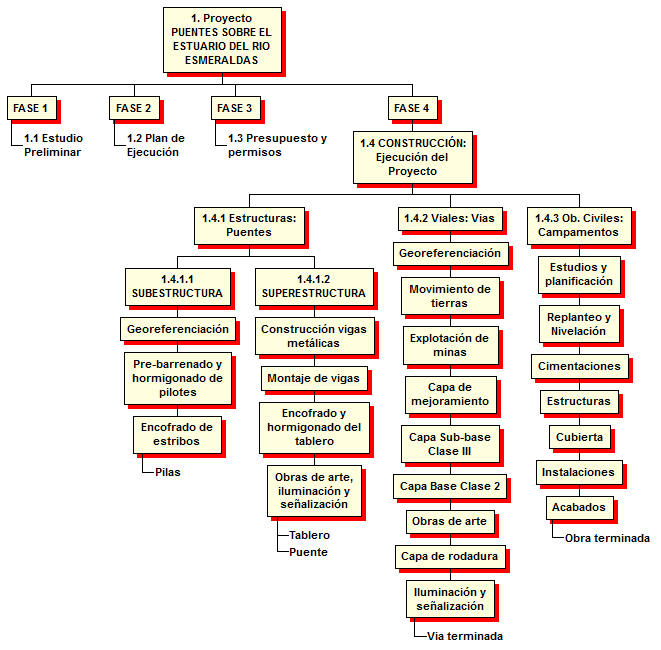 1. Proyecto
PUENTES SOBRE EL
ESTUARIO DEL RIO
ESMERALDAS
FASE 1
1.1 Estudio
Preliminar
FASE 2
1.2 Plan de
Ejecución
FASE 3
1.3 Presupuesto y
permisos
FASE 4
1.4 CONSTRUCCIÓN:
Ejecución del
Proyecto
1.4.1 Estructuras:
Puentes
1.4.1.1
SUBESTRUCTURA
Georeferenciación
Pre-barrenado y
hormigonado de
pilotes
Encofrado de
estribos
Pilas
1.4.1.2
SUPERESTRUCTURA
Construcción vigas
metálicas
Montaje de vigas
Encofrado y
hormigonado del
tablero
Obras de arte,
iluminación y
señalización
Tablero
Puente
1.4.2 Viales: Vias
Georeferenciación
Movimiento de
tierras
Explotación de
minas
Capa de
mejoramiento
Capa Sub-base
Clase III
Capa Base Clase 2
Obras de arte
Capa de rodadura
Iluminación y
señalización
Via terminada
1.4.3 Ob. Civiles:
Campamentos
Estudios y
planificación
Replanteo y
Nivelación
Cimentaciones
Estructuras
Cubierta
Instalaciones
Acabados
Obra terminada